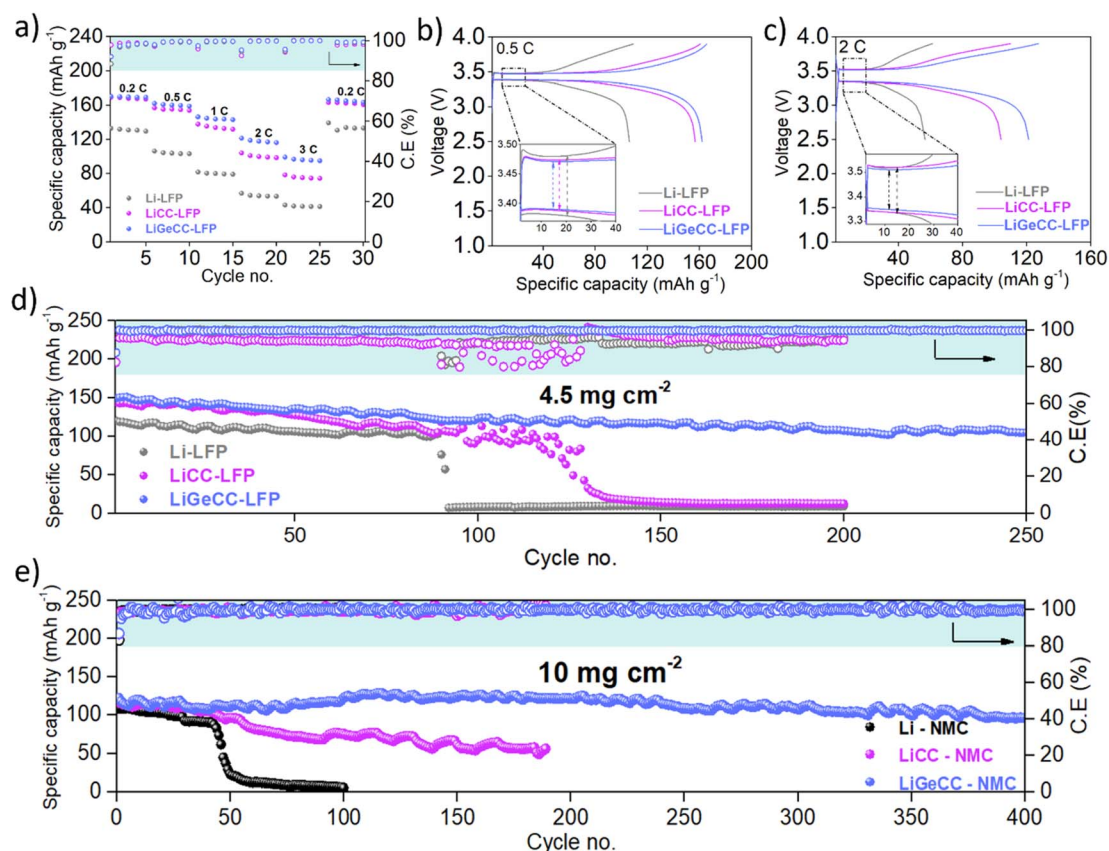 a)
240
200
160
120
80
40
0
Specific capacity (mAh g⁻¹)
0.2 C
0.5 C
1 C
2 C
3 C
0.2 C
Li-LFP
LiCC-LFP
LiGeCC-LFP
5 10 15 20 25 30
Cycle no.
100
80
60
40
20
0
C.E (%)
b)
0.5 C
4.0
3.5
3.0
2.5
2.0
1.5
1.0
Voltage (V)
3.50
3.45
3.40
10 20 30 40
Li-LFP
LiCC-LFP
LiGeCC-LFP
40 80 120 160 200
Specific capacity (mAh g⁻¹)
c)
2 C
4.0
3.5
3.0
2.5
2.0
1.5
1.0
Voltage (V)
3.5
3.4
3.3
10 20 30 40
Li-LFP
LiCC-LFP
LiGeCC-LFP
40 80 120 160
Specific capacity (mAh g⁻¹)
d)
250
200
150
100
50
0
Specific capacity (mAh g⁻¹)
4.5 mg cm⁻²
Li-LFP
LiCC-LFP
LiGeCC-LFP
50 100 150 200 250
Cycle no.
100
80
60
40
20
0
C.E(%)
e)
250
200
150
100
50
0
Specific capacity (mAh g⁻¹)
10 mg cm⁻²
Li - NMC
LiCC - NMC
LiGeCC - NMC
0 50 100 150 200 250 300 350 400
Cycle no.
100
80
60
40
20
0
C.E (%)